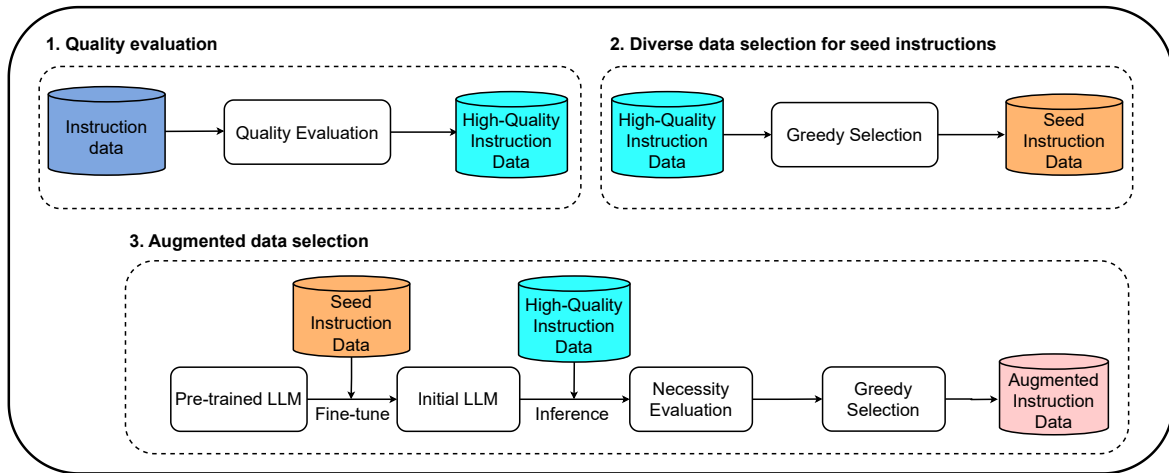 1. Quality evaluation
Instruction
data
Quality Evaluation
High-Quality
Instruction
Data
2. Diverse data selection for seed instructions
High-Quality
Instruction
Data
Greedy Selection
Seed
Instruction
Data
3. Augmented data selection
Seed
Instruction
Data
High-Quality
Instruction
Data
Pre-trained LLM
Fine-tune
Initial LLM
Inference
Necessity
Evaluation
Greedy
Selection
Augmented
Instruction
Data